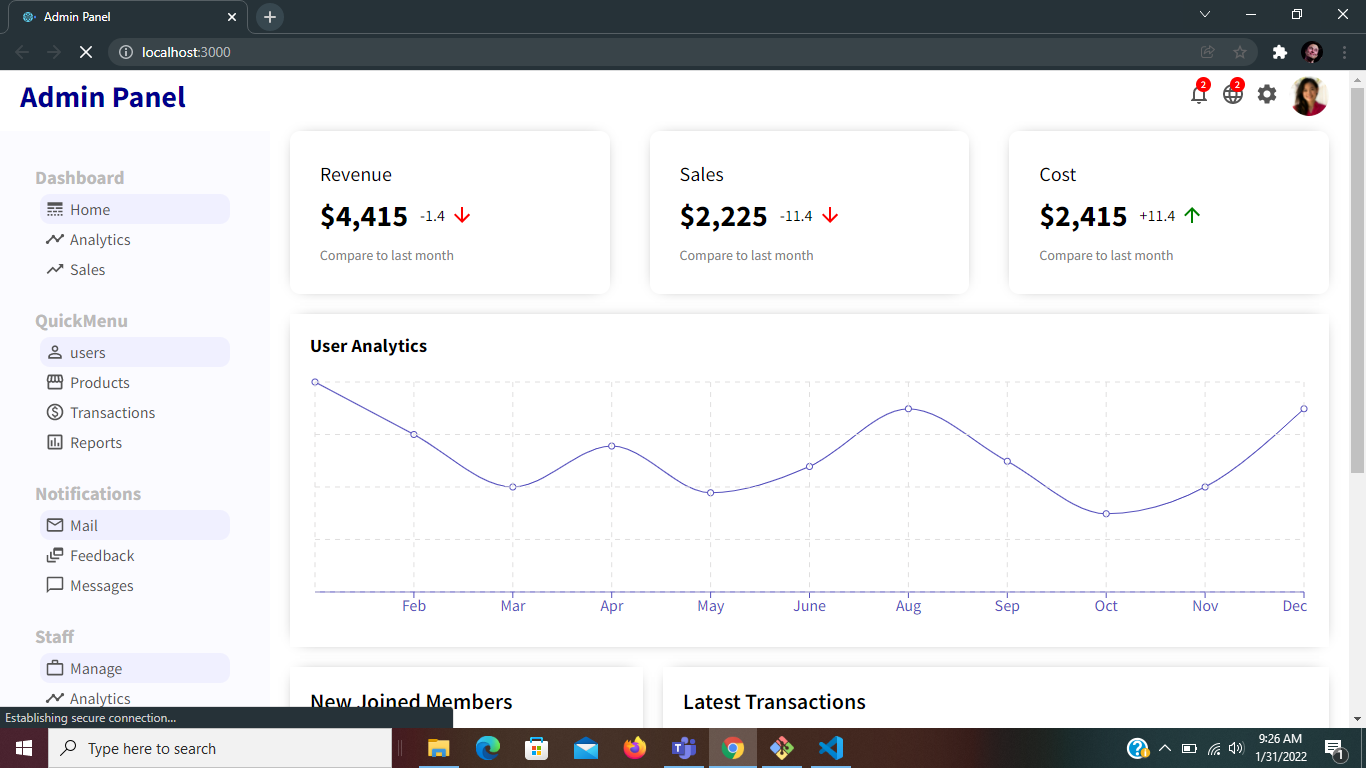 Admin Panel
localhost:3000
Admin Panel
2
2
Dashboard
Home
Analytics
Sales
QuickMenu
users
Products
Transactions
Reports
Notifications
Mail
Feedback
Messages
Staff
Manage
Analytics
Revenue
$4,415 -1.4
Compare to last month
Sales
$2,225 -11.4
Compare to last month
Cost
$2,415 +11.4
Compare to last month
User Analytics
Feb Mar Apr May June Aug Sep Oct Nov Dec
New Joined Members
Latest Transactions
Establishing secure connection...
Type here to search
9:26 AM
1/31/2022
1